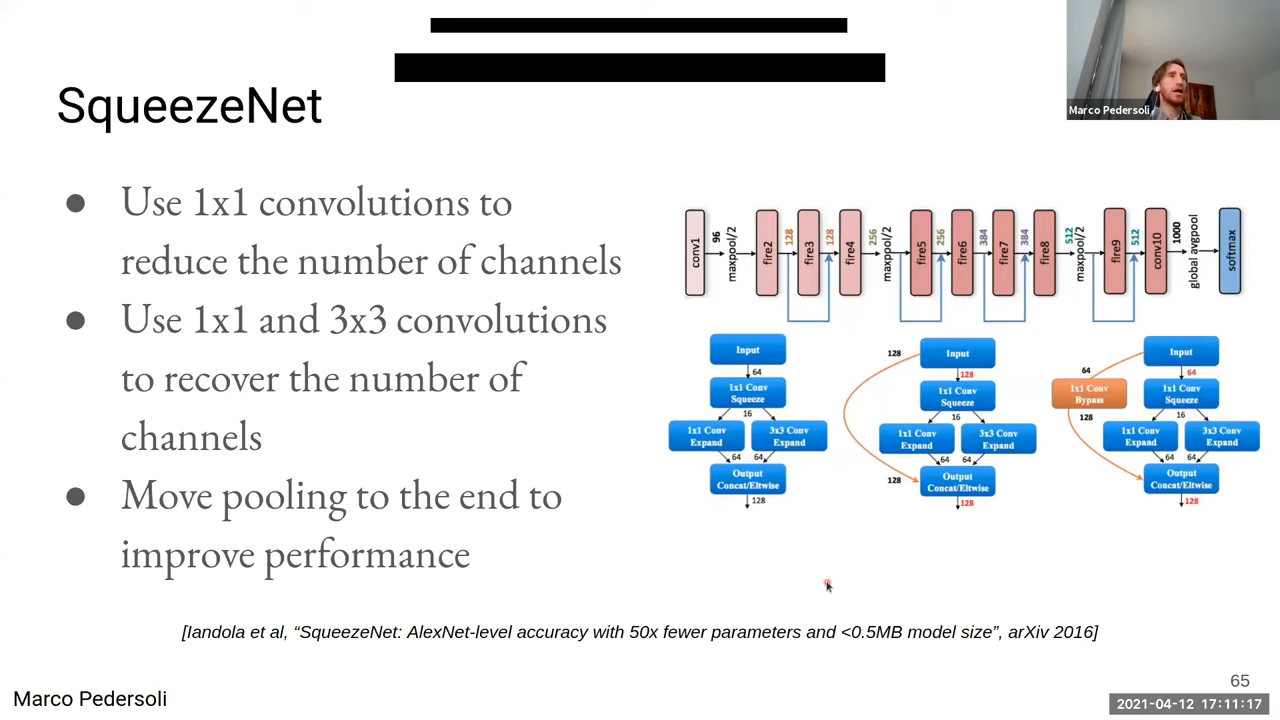 SqueezeNet
Marco Pedersoli
● Use 1x1 convolutions to
reduce the number of channels
● Use 1x1 and 3x3 convolutions
to recover the number of
channels
● Move pooling to the end to
improve performance
conv1
96
maxpool/2
fire2
128
fire3
128
fire4
256
maxpool/2
fire5
256
fire6
384
fire7
384
fire8
512
maxpool/2
fire9
512
conv10
1000
global avgpool
softmax
Input
64
1x1 Conv
Squeeze
16
1x1 Conv
Expand
3x3 Conv
Expand
64
64
Output
Concat/Eltwise
128
128
Input
128
1x1 Conv
Squeeze
16
1x1 Conv
Expand
3x3 Conv
Expand
64
64
128
Output
Concat/Eltwise
128
Input
64
64
1x1 Conv
Bypass
128
1x1 Conv
Squeeze
16
1x1 Conv
Expand
3x3 Conv
Expand
64
64
Output
Concat/Eltwise
128
[Iandola et al, “SqueezeNet: AlexNet-level accuracy with 50x fewer parameters and <0.5MB model size”, arXiv 2016]
65
Marco Pedersoli
2021-04-12 17:11:17